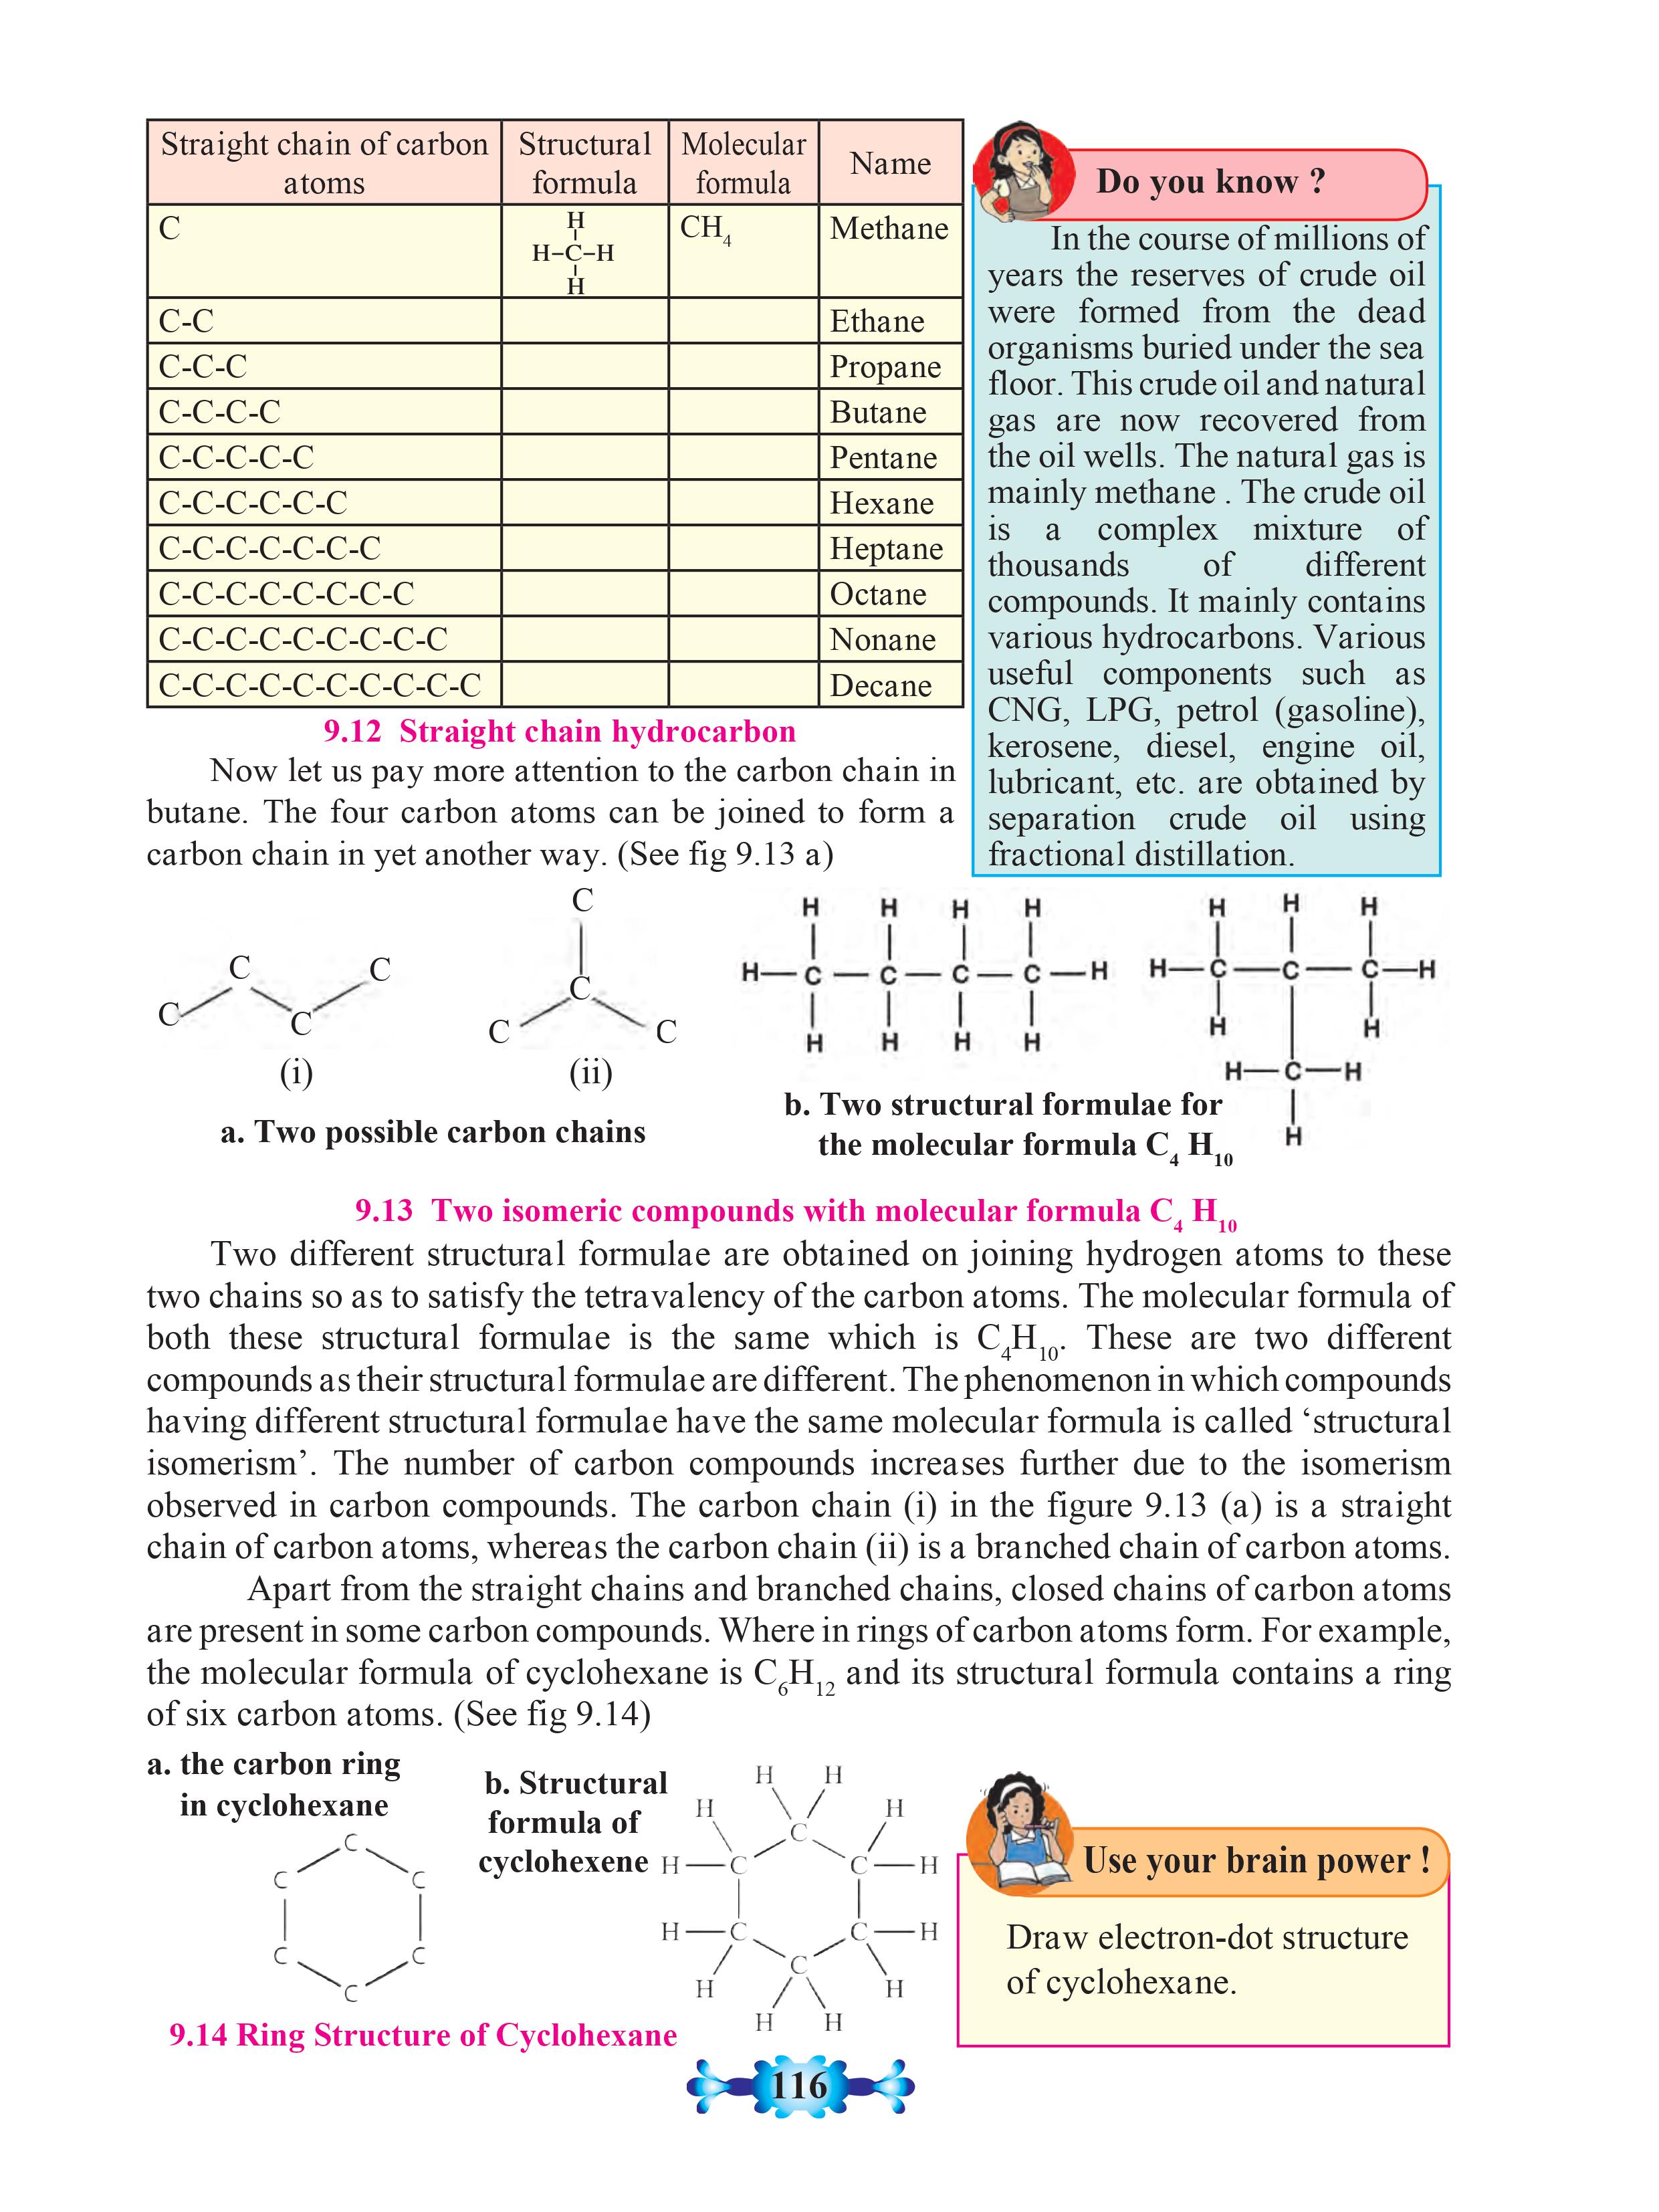 Straight chain of carbon atoms | Structural formula | Molecular formula | Name
C | H H–C–H H | CH4 | Methane
C-C | Ethane
C-C-C | Propane
C-C-C-C | Butane
C-C-C-C-C | Pentane
C-C-C-C-C-C | Hexane
C-C-C-C-C-C-C | Heptane
C-C-C-C-C-C-C-C | Octane
C-C-C-C-C-C-C-C-C | Nonane
C-C-C-C-C-C-C-C-C-C | Decane
9.12 Straight chain hydrocarbon
Now let us pay more attention to the carbon chain in
butane. The four carbon atoms can be joined to form a
carbon chain in yet another way. (See fig 9.13 a)
Do you know ?
In the course of millions of
years the reserves of crude oil
were formed from the dead
organisms buried under the sea
floor. This crude oil and natural
gas are now recovered from
the oil wells. The natural gas is
mainly methane . The crude oil
is a complex mixture of
thousands of different
compounds. It mainly contains
various hydrocarbons. Various
useful components such as
CNG, LPG, petrol (gasoline),
kerosene, diesel, engine oil,
lubricant, etc. are obtained by
separation crude oil using
fractional distillation.
C
C C
C C
C
C C
(i) (ii)
a. Two possible carbon chains
H H H H
H—C—C—C—C—H
H H H H
H H H
H—C—C—C—H
H H
H—C—H
H
b. Two structural formulae for
the molecular formula C4 H10
9.13 Two isomeric compounds with molecular formula C4 H10
Two different structural formulae are obtained on joining hydrogen atoms to these
two chains so as to satisfy the tetravalency of the carbon atoms. The molecular formula of
both these structural formulae is the same which is C4H10. These are two different
compounds as their structural formulae are different. The phenomenon in which compounds
having different structural formulae have the same molecular formula is called ‘structural
isomerism’. The number of carbon compounds increases further due to the isomerism
observed in carbon compounds. The carbon chain (i) in the figure 9.13 (a) is a straight
chain of carbon atoms, whereas the carbon chain (ii) is a branched chain of carbon atoms.
Apart from the straight chains and branched chains, closed chains of carbon atoms
are present in some carbon compounds. Where in rings of carbon atoms form. For example,
the molecular formula of cyclohexane is C6H12 and its structural formula contains a ring
of six carbon atoms. (See fig 9.14)
a. the carbon ring
in cyclohexane
C
C C
C C
C
b. Structural
formula of
cyclohexene
H H
H C H
H—C C—H
H—C C—H
H C H
H H
9.14 Ring Structure of Cyclohexane
Use your brain power !
Draw electron-dot structure
of cyclohexane.
116